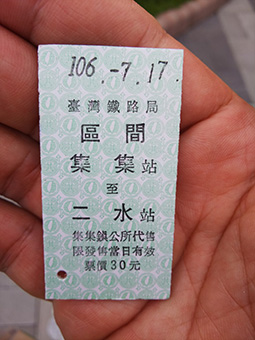 106.-7.17.
臺灣鐵路局
區間
集集站
至
二水站
集集鎮公所代售
限發售當日有效
票價30元